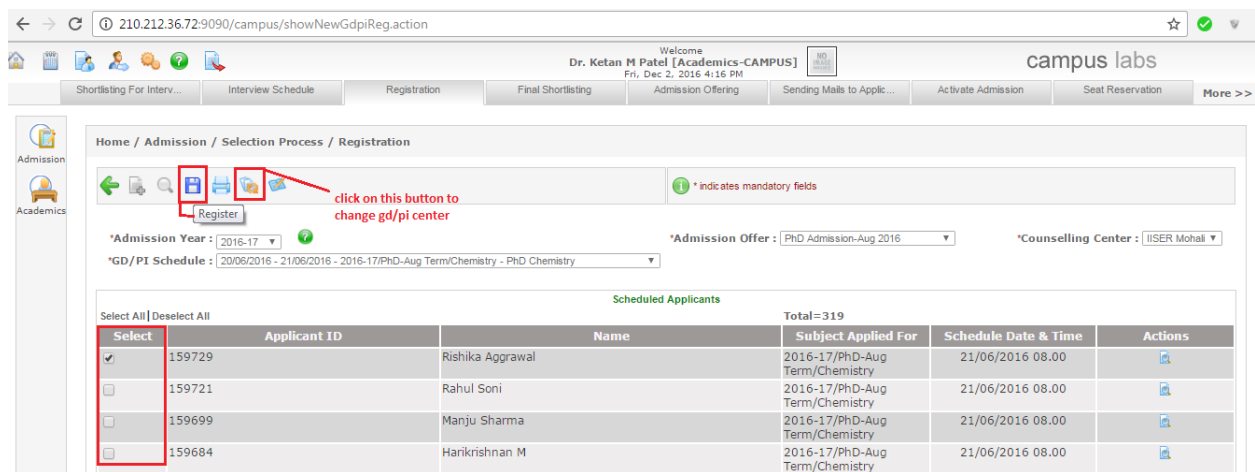 210.212.36.72:9090/campus/showNewGdpiReg.action
Welcome
Dr. Ketan M Patel [Academics-CAMPUS]
Fri, Dec 2, 2016 4:16 PM
NO IMAGE
campus labs
Shortlisting For Interv... Interview Schedule Registration Final Shortlisting Admission Offering Sending Mails to Applic... Activate Admission Seat Reservation More >>
Admission
Academics
Home / Admission / Selection Process / Registration
* indicates mandatory fields
click on this button to
change gd/pi center
Register
*Admission Year : 2016-17 *Admission Offer : PhD Admission-Aug 2016 *Counselling Center : IISER Mohali
*GD/PI Schedule : 20/06/2016 - 21/06/2016 - 2016-17/PhD-Aug Term/Chemistry - PhD Chemistry
Scheduled Applicants
Select All|Deselect All Total=319
Select Applicant ID Name Subject Applied For Schedule Date & Time Actions
159729 Rishika Aggrawal 2016-17/PhD-Aug 21/06/2016 08.00
Term/Chemistry
159721 Rahul Soni 2016-17/PhD-Aug 21/06/2016 08.00
Term/Chemistry
159699 Manju Sharma 2016-17/PhD-Aug 21/06/2016 08.00
Term/Chemistry
159684 Harikrishnan M 2016-17/PhD-Aug 21/06/2016 08.00
Term/Chemistry